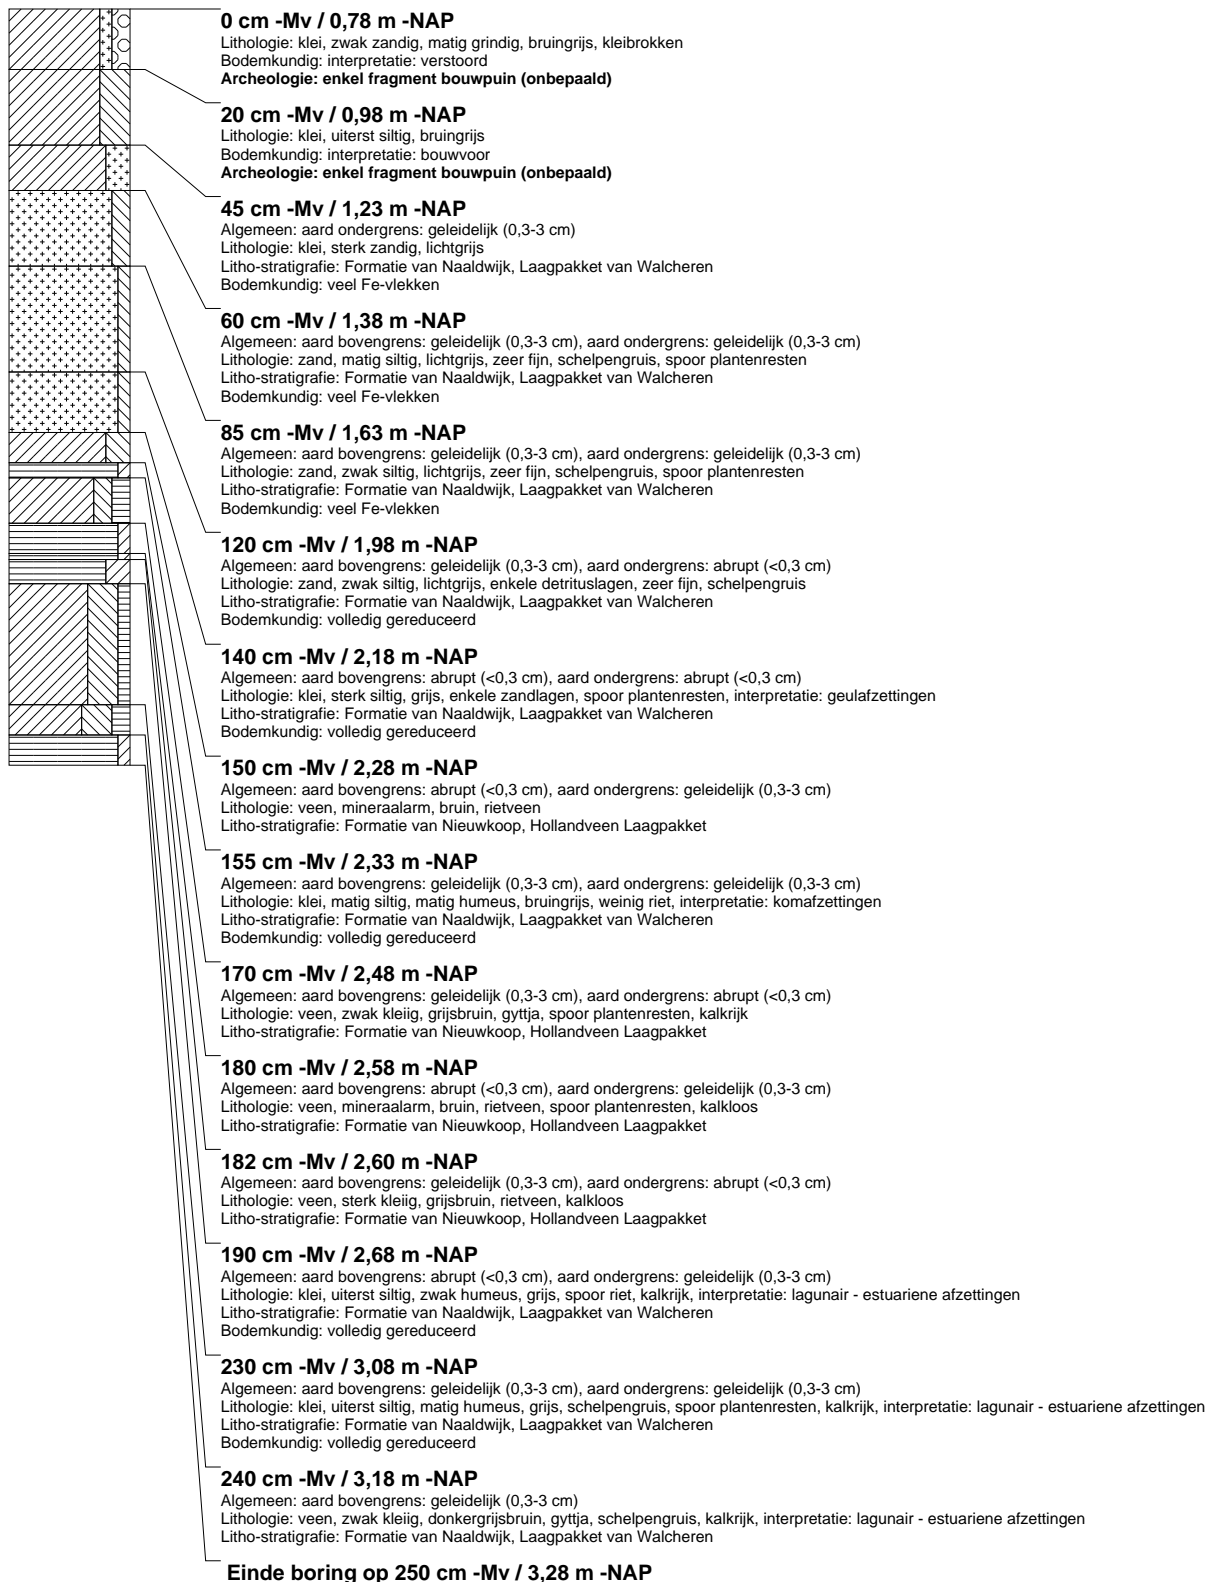 0 cm -Mv / 0,78 m -NAP
Lithologie: klei, zwak zandig, matig grindig, bruingrijs, kleibrokken
Bodemkundig: interpretatie: verstoord
Archeologie: enkel fragment bouwpuin (onbepaald)
20 cm -Mv / 0,98 m -NAP
Lithologie: klei, uiterst siltig, bruingrijs
Bodemkundig: interpretatie: bouwvoor
Archeologie: enkel fragment bouwpuin (onbepaald)
45 cm -Mv / 1,23 m -NAP
Algemeen: aard ondergrens: geleidelijk (0,3-3 cm)
Lithologie: klei, sterk zandig, lichtgrijs
Litho-stratigrafie: Formatie van Naaldwijk, Laagpakket van Walcheren
Bodemkundig: veel Fe-vlekken
60 cm -Mv / 1,38 m -NAP
Algemeen: aard bovengrens: geleidelijk (0,3-3 cm), aard ondergrens: geleidelijk (0,3-3 cm)
Lithologie: zand, matig siltig, lichtgrijs, zeer fijn, schelpengruis, spoor plantenresten
Litho-stratigrafie: Formatie van Naaldwijk, Laagpakket van Walcheren
Bodemkundig: veel Fe-vlekken
85 cm -Mv / 1,63 m -NAP
Algemeen: aard bovengrens: geleidelijk (0,3-3 cm), aard ondergrens: geleidelijk (0,3-3 cm)
Lithologie: zand, zwak siltig, lichtgrijs, zeer fijn, schelpengruis, spoor plantenresten
Litho-stratigrafie: Formatie van Naaldwijk, Laagpakket van Walcheren
Bodemkundig: veel Fe-vlekken
120 cm -Mv / 1,98 m -NAP
Algemeen: aard bovengrens: geleidelijk (0,3-3 cm), aard ondergrens: abrupt (<0,3 cm)
Lithologie: zand, zwak siltig, lichtgrijs, enkele detrituslagen, zeer fijn, schelpengruis
Litho-stratigrafie: Formatie van Naaldwijk, Laagpakket van Walcheren
Bodemkundig: volledig gereduceerd
140 cm -Mv / 2,18 m -NAP
Algemeen: aard bovengrens: abrupt (<0,3 cm), aard ondergrens: abrupt (<0,3 cm)
Lithologie: klei, sterk siltig, grijs, enkele zandlagen, spoor plantenresten, interpretatie: geulafzettingen
Litho-stratigrafie: Formatie van Naaldwijk, Laagpakket van Walcheren
Bodemkundig: volledig gereduceerd
150 cm -Mv / 2,28 m -NAP
Algemeen: aard bovengrens: abrupt (<0,3 cm), aard ondergrens: geleidelijk (0,3-3 cm)
Lithologie: veen, mineraalarm, bruin, rietveen
Litho-stratigrafie: Formatie van Nieuwkoop, Hollandveen Laagpakket
155 cm -Mv / 2,33 m -NAP
Algemeen: aard bovengrens: geleidelijk (0,3-3 cm), aard ondergrens: geleidelijk (0,3-3 cm)
Lithologie: klei, matig siltig, matig humeus, bruingrijs, weinig riet, interpretatie: komafzettingen
Litho-stratigrafie: Formatie van Naaldwijk, Laagpakket van Walcheren
Bodemkundig: volledig gereduceerd
170 cm -Mv / 2,48 m -NAP
Algemeen: aard bovengrens: geleidelijk (0,3-3 cm), aard ondergrens: abrupt (<0,3 cm)
Lithologie: veen, zwak kleiig, grijsbruin, gyttja, spoor plantenresten, kalkrijk
Litho-stratigrafie: Formatie van Nieuwkoop, Hollandveen Laagpakket
180 cm -Mv / 2,58 m -NAP
Algemeen: aard bovengrens: abrupt (<0,3 cm), aard ondergrens: geleidelijk (0,3-3 cm)
Lithologie: veen, mineraalarm, bruin, rietveen, spoor plantenresten, kalkloos
Litho-stratigrafie: Formatie van Nieuwkoop, Hollandveen Laagpakket
182 cm -Mv / 2,60 m -NAP
Algemeen: aard bovengrens: geleidelijk (0,3-3 cm), aard ondergrens: abrupt (<0,3 cm)
Lithologie: veen, sterk kleiig, grijsbruin, rietveen, kalkloos
Litho-stratigrafie: Formatie van Nieuwkoop, Hollandveen Laagpakket
190 cm -Mv / 2,68 m -NAP
Algemeen: aard bovengrens: abrupt (<0,3 cm), aard ondergrens: geleidelijk (0,3-3 cm)
Lithologie: klei, uiterst siltig, zwak humeus, grijs, spoor riet, kalkrijk, interpretatie: lagunair - estuariene afzettingen
Litho-stratigrafie: Formatie van Naaldwijk, Laagpakket van Walcheren
Bodemkundig: volledig gereduceerd
230 cm -Mv / 3,08 m -NAP
Algemeen: aard bovengrens: geleidelijk (0,3-3 cm), aard ondergrens: geleidelijk (0,3-3 cm)
Lithologie: klei, uiterst siltig, matig humeus, grijs, schelpengruis, spoor plantenresten, kalkrijk, interpretatie: lagunair - estuariene afzettingen
Litho-stratigrafie: Formatie van Naaldwijk, Laagpakket van Walcheren
Bodemkundig: volledig gereduceerd
240 cm -Mv / 3,18 m -NAP
Algemeen: aard bovengrens: geleidelijk (0,3-3 cm)
Lithologie: veen, zwak kleiig, donkergrijsbruin, gyttja, schelpengruis, kalkrijk, interpretatie: lagunair - estuariene afzettingen
Litho-stratigrafie: Formatie van Naaldwijk, Laagpakket van Walcheren
Einde boring op 250 cm -Mv / 3,28 m -NAP